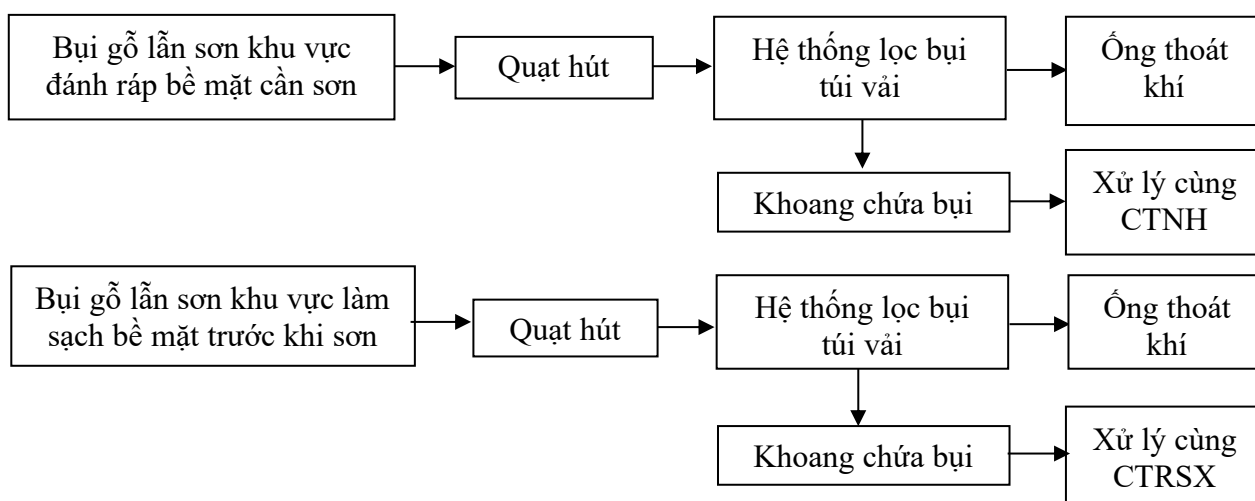 Bụi gỗ lẫn sơn khu vực
đánh ráp bề mặt cần sơn
Quạt hút
Hệ thống lọc bụi
túi vải
Ống thoát
khí
Khoang chứa bụi
Xử lý cùng
CTNH
Bụi gỗ lẫn sơn khu vực làm
sạch bề mặt trước khi sơn
Quạt hút
Hệ thống lọc bụi
túi vải
Ống thoát
khí
Khoang chứa bụi
Xử lý cùng
CTRSX